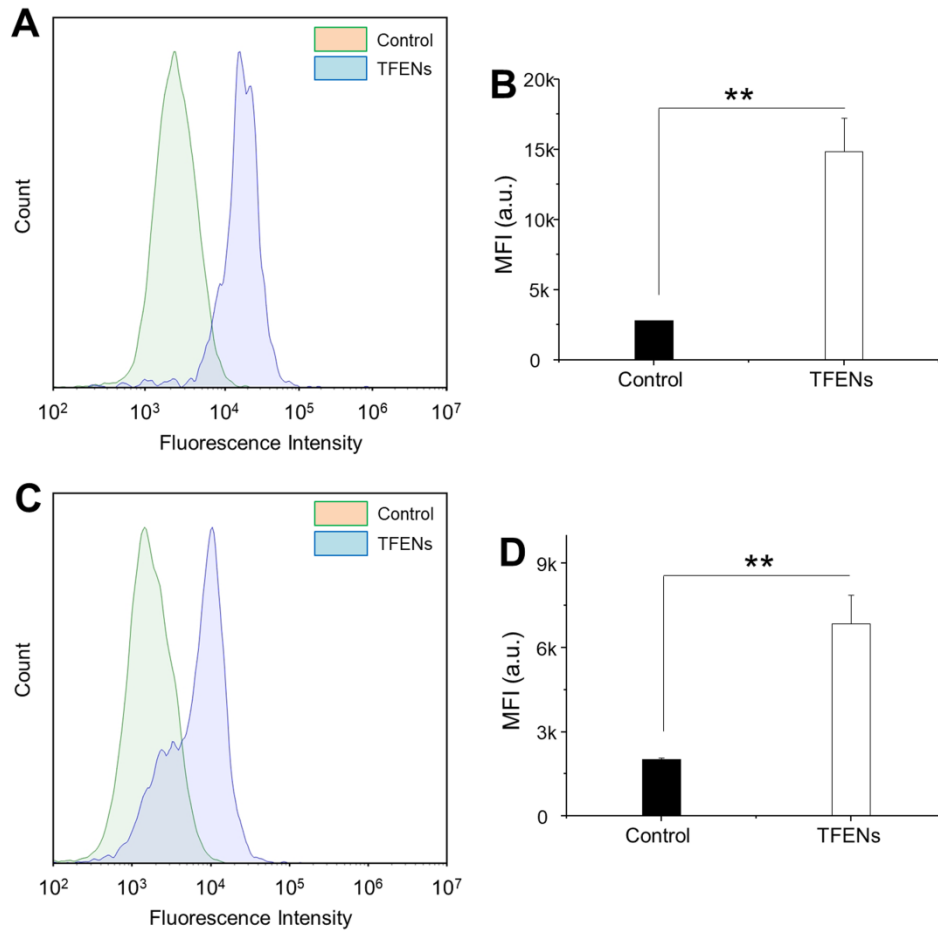 A
Control
TFENs
Count
10² 10³ 10⁴ 10⁵ 10⁶ 10⁷
Fluorescence Intensity
B
20k
15k
10k
5k
0
MFI (a.u.)
**
Control TFENs
C
Control
TFENs
Count
10² 10³ 10⁴ 10⁵ 10⁶ 10⁷
Fluorescence Intensity
D
9k
6k
3k
0
MFI (a.u.)
**
Control TFENs